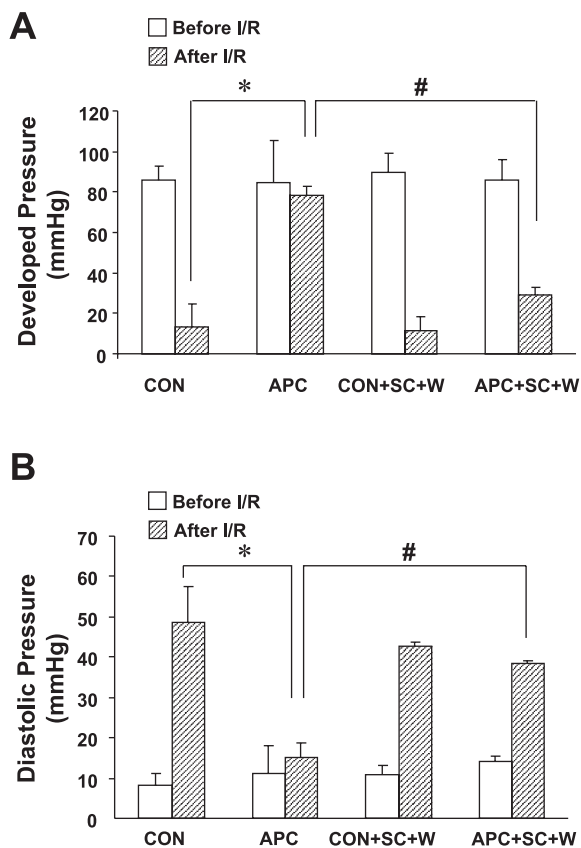 A
Before I/R
After I/R
*
#
120
100
80
60
40
20
0
Developed Pressure
(mmHg)
CON
APC
CON+SC+W
APC+SC+W
B
Before I/R
After I/R
*
#
70
60
50
40
30
20
10
0
Diastolic Pressure
(mmHg)
CON
APC
CON+SC+W
APC+SC+W